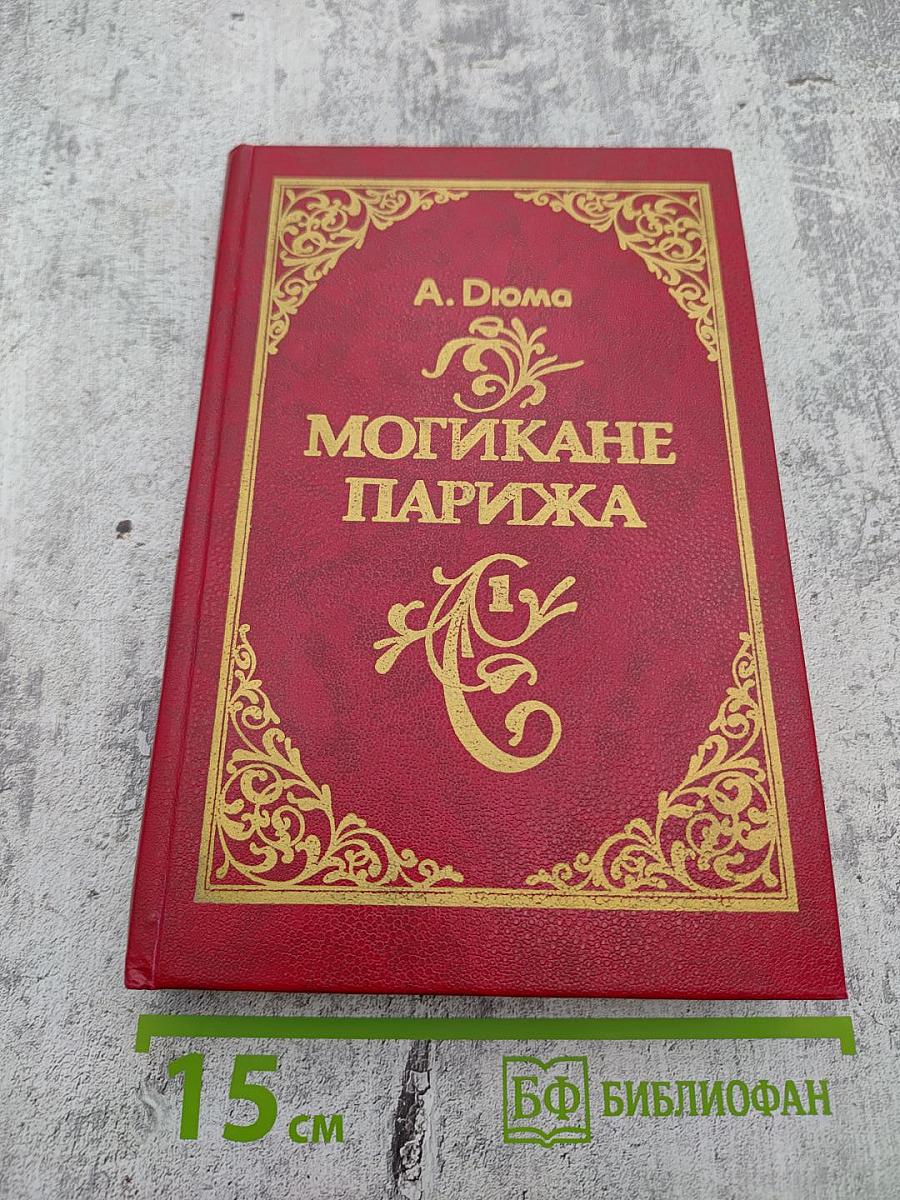 А. Дюма
МОГИКАНЕ
ПАРИЖА
1
15 см
БФ БИБЛИОФАН